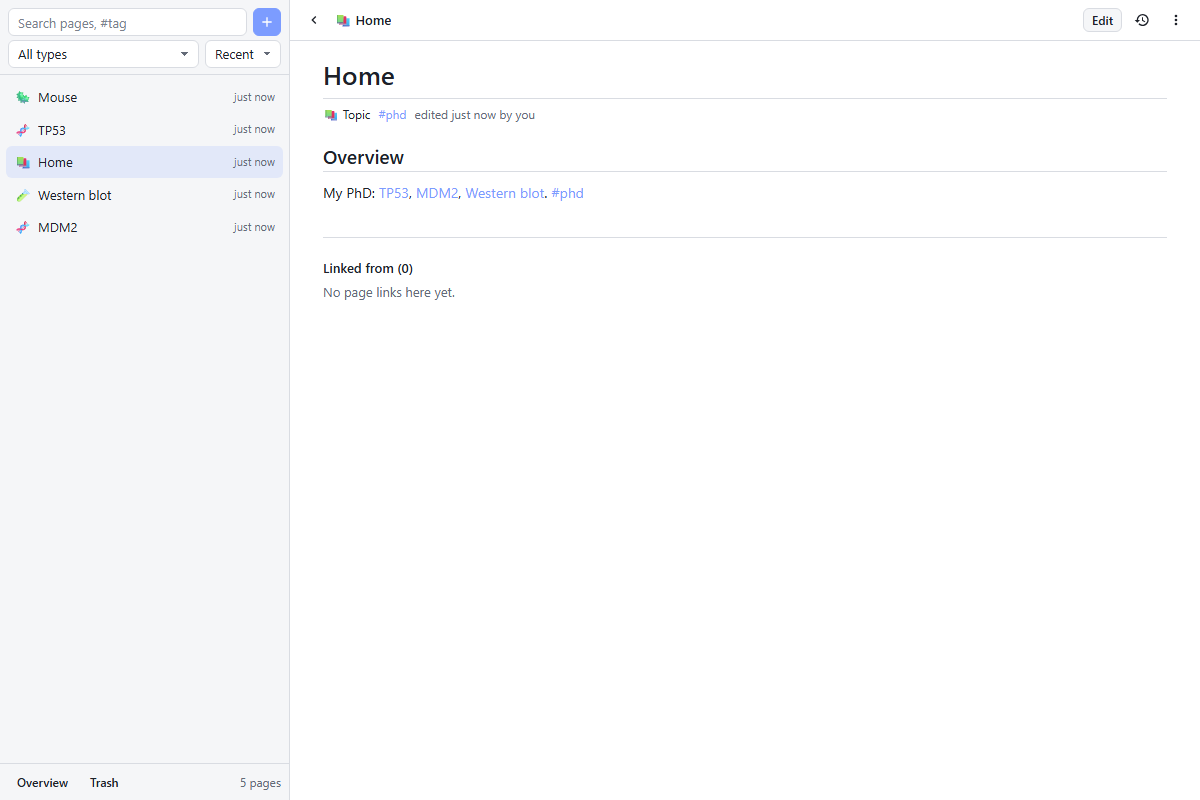 Search pages, #tag
+
All types
Recent
Mouse just now
TP53 just now
Home just now
Western blot just now
MDM2 just now
Overview Trash 5 pages
Home
Edit
Home
Topic #phd edited just now by you
Overview
My PhD: TP53, MDM2, Western blot. #phd
Linked from (0)
No page links here yet.